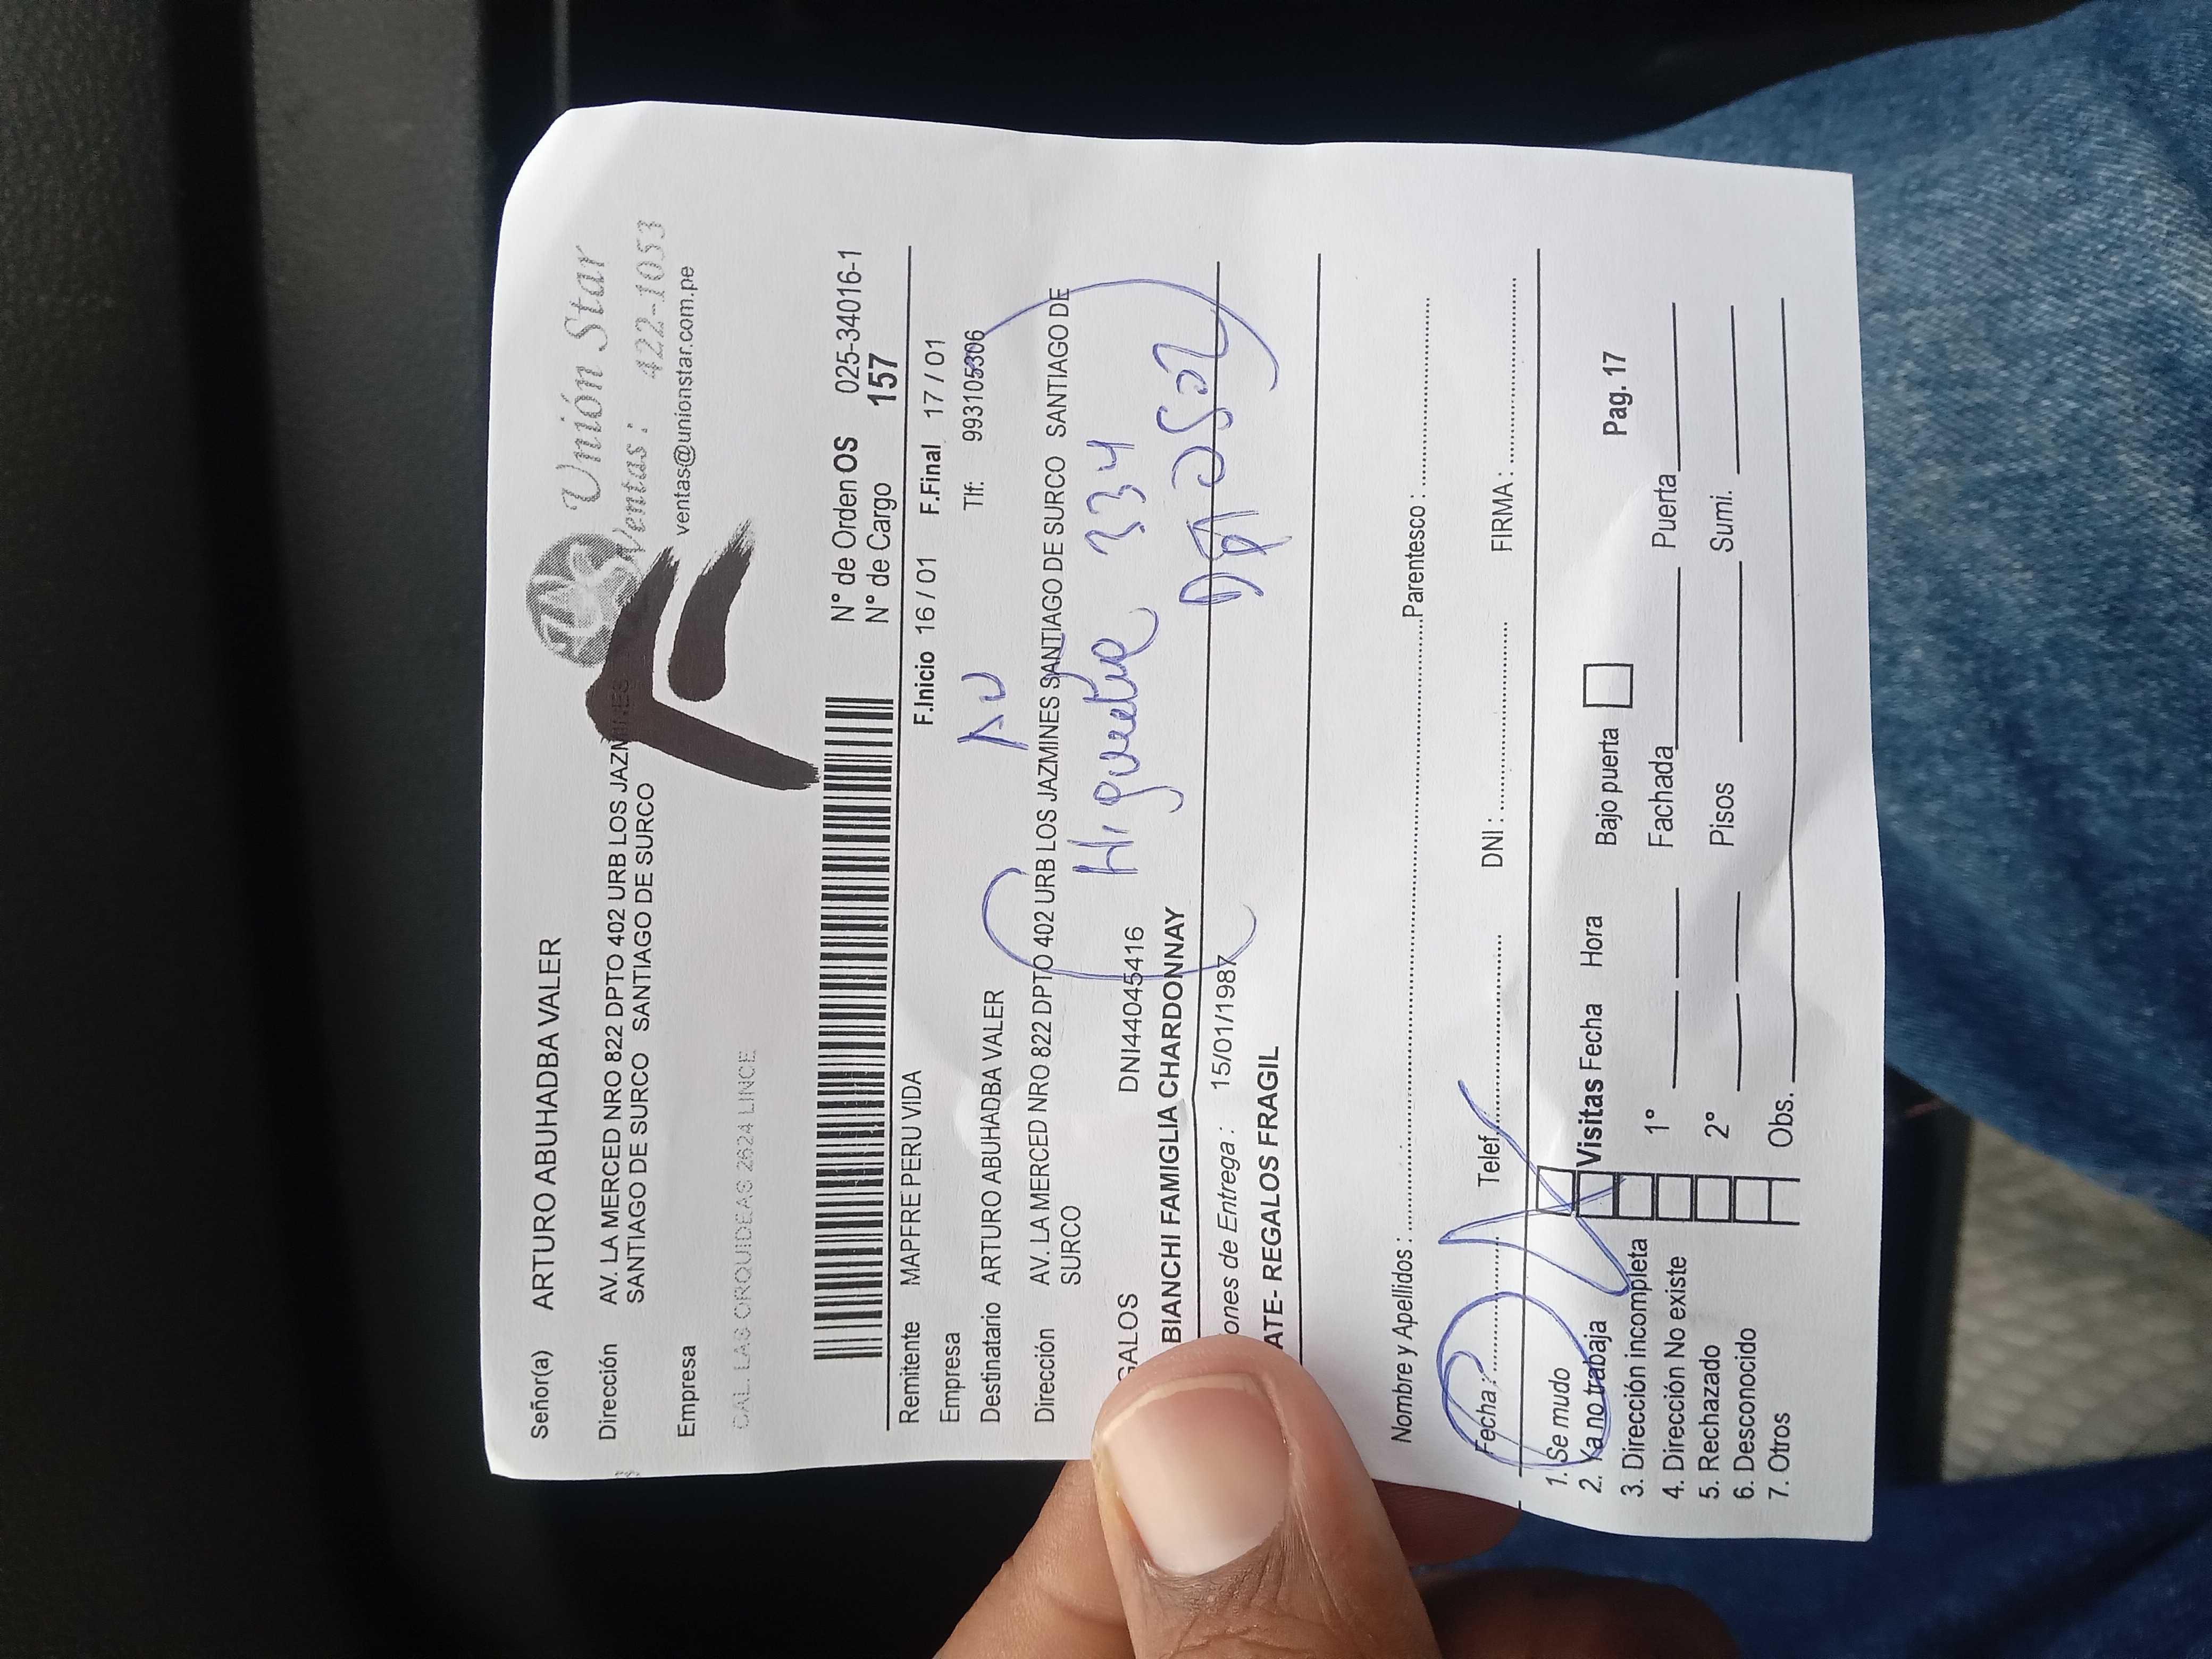 Unión Star
Ventas: 422-1053
ventas@unionstar.com.pe
Señor(a) ARTURO ABUHADBA VALER
Dirección AV. LA MERCED NRO 822 DPTO 402 URB LOS JAZMINES
SANTIAGO DE SURCO SANTIAGO DE SURCO
Empresa
CAL. LAS ORQUIDEAS 2624 LINCE
N° de Orden OS 025-34016-1
N° de Cargo 157
Remitente MAPFRE PERU VIDA F.Inicio 16 / 01 F.Final 17 / 01
Empresa Tlf: 993105306
Destinatario ARTURO ABUHADBA VALER
Dirección AV. LA MERCED NRO 822 DPTO 402 URB LOS JAZMINES SANTIAGO DE SURCO SANTIAGO DE
SURCO
Higuereta 334
GALOS DNI44045416
BIANCHI FAMIGLIA CHARDONNAY
ones de Entrega : 15/01/1987
ATE- REGALOS FRAGIL
Nombre y Apellidos : Parentesco :
Fecha: Telef. DNI : FIRMA :
1. Se mudo
2. Ya no trabaja
3. Dirección incompleta
4. Dirección No existe
5. Rechazado
6. Desconocido
7. Otros
Visitas Fecha Hora Bajo puerta Pag. 17
1° Fachada Puerta
2° Pisos Sumi.
Obs.